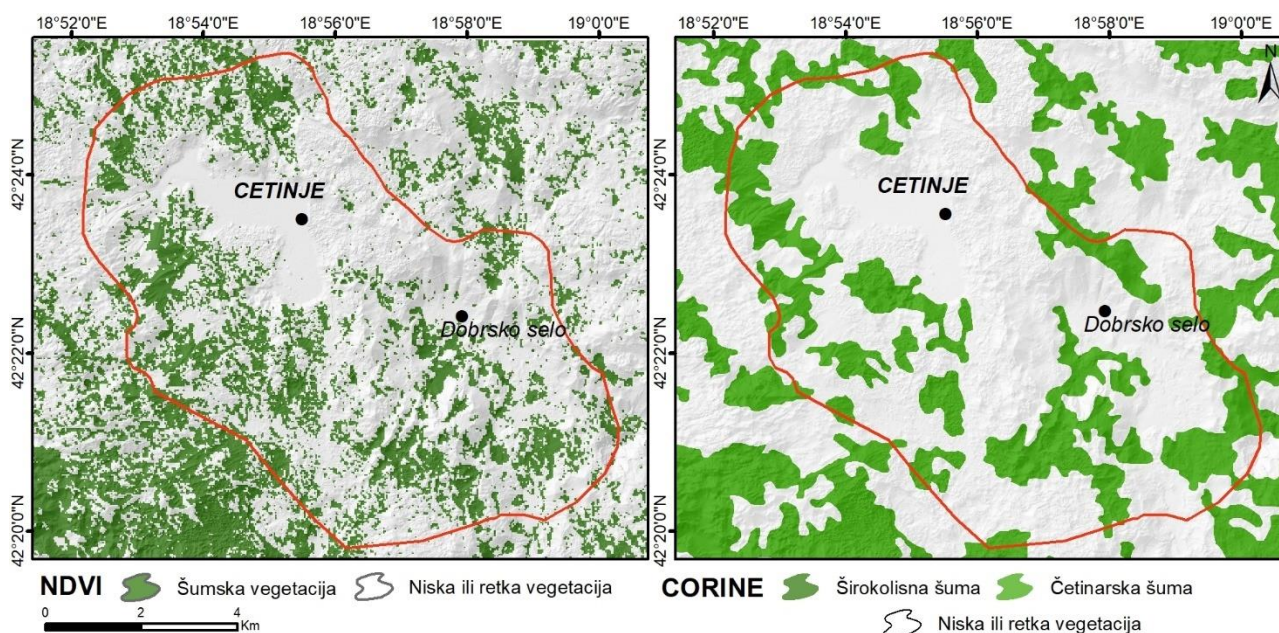 18°52'0"E 18°54'0"E 18°56'0"E 18°58'0"E 19°0'0"E
18°52'0"E 18°54'0"E 18°56'0"E 18°58'0"E 19°0'0"E
N
42°24'0"N
42°22'0"N
42°20'0"N
CETINJE
Dobrsko selo
42°24'0"N
42°22'0"N
42°20'0"N
CETINJE
Dobrsko selo
NDVI Šumska vegetacija Niska ili retka vegetacija
0 2 4
Km
CORINE Širokolisna šuma Četinarska šuma
Niska ili retka vegetacija